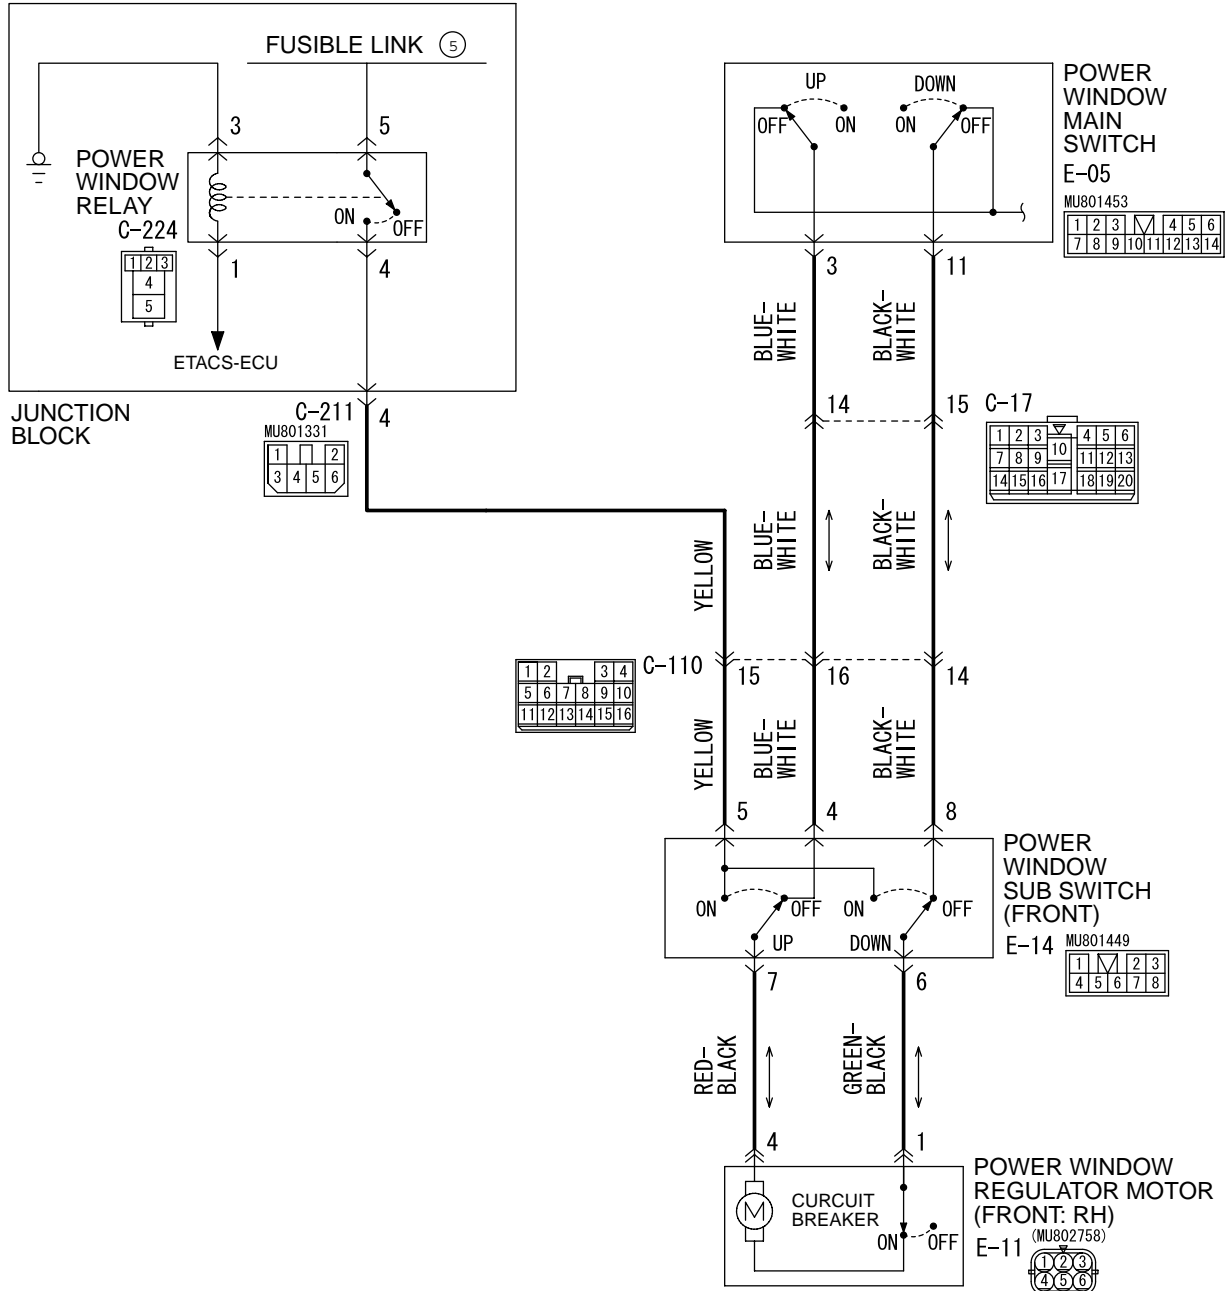 FUSIBLE LINK 5
3
5
POWER
WINDOW
RELAY
C-224
1 2 3
4
5
ON
OFF
1
4
ETACS-ECU
JUNCTION
BLOCK
C-211
4
MU801331
1 2
3 4 5 6
UP
DOWN
OFF
ON
ON
OFF
POWER
WINDOW
MAIN
SWITCH
E-05
MU801453
1 2 3 4 5 6
7 8 9 10 11 12 13 14
3
11
BLUE-
WHITE
BLACK-
WHITE
14
15
C-17
1 2 3 4 5 6
10
7 8 9 11 12 13
14 15 16 17 18 19 20
YELLOW
BLUE-
WHITE
BLACK-
WHITE
C-110
1 2 3 4
5 6 7 8 9 10
11 12 13 14 15 16
15
16
14
YELLOW
BLUE-
WHITE
BLACK-
WHITE
5
4
8
ON
OFF
ON
OFF
UP
DOWN
POWER
WINDOW
SUB SWITCH
(FRONT)
E-14
MU801449
1 2 3
4 5 6 7 8
7
6
RED-
BLACK
GREEN-
BLACK
4
1
M
CURCUIT
BREAKER
ON
OFF
POWER WINDOW
REGULATOR MOTOR
(FRONT: RH)
E-11
(MU802758)
1 2 3
4 5 6